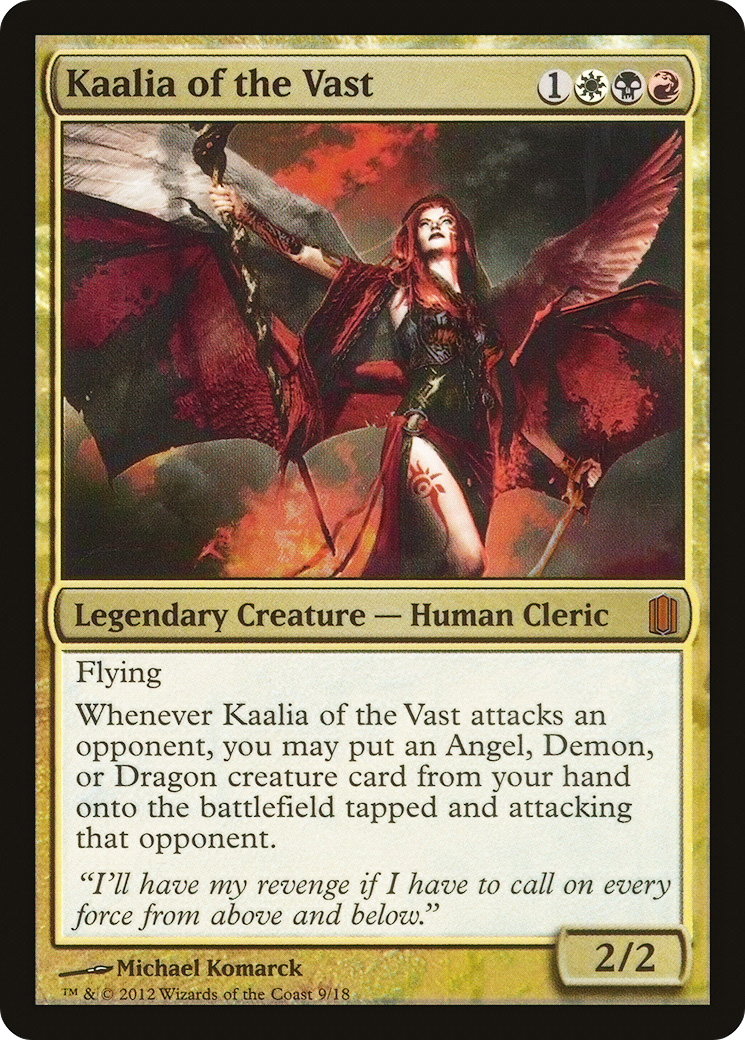 Kaalia of the Vast 1
Legendary Creature — Human Cleric
Flying
Whenever Kaalia of the Vast attacks an
opponent, you may put an Angel, Demon,
or Dragon creature card from your hand
onto the battlefield tapped and attacking
that opponent.
“I’ll have my revenge if I have to call on every
force from above and below.”
2/2
Michael Komarck
™ & © 2012 Wizards of the Coast 9/18